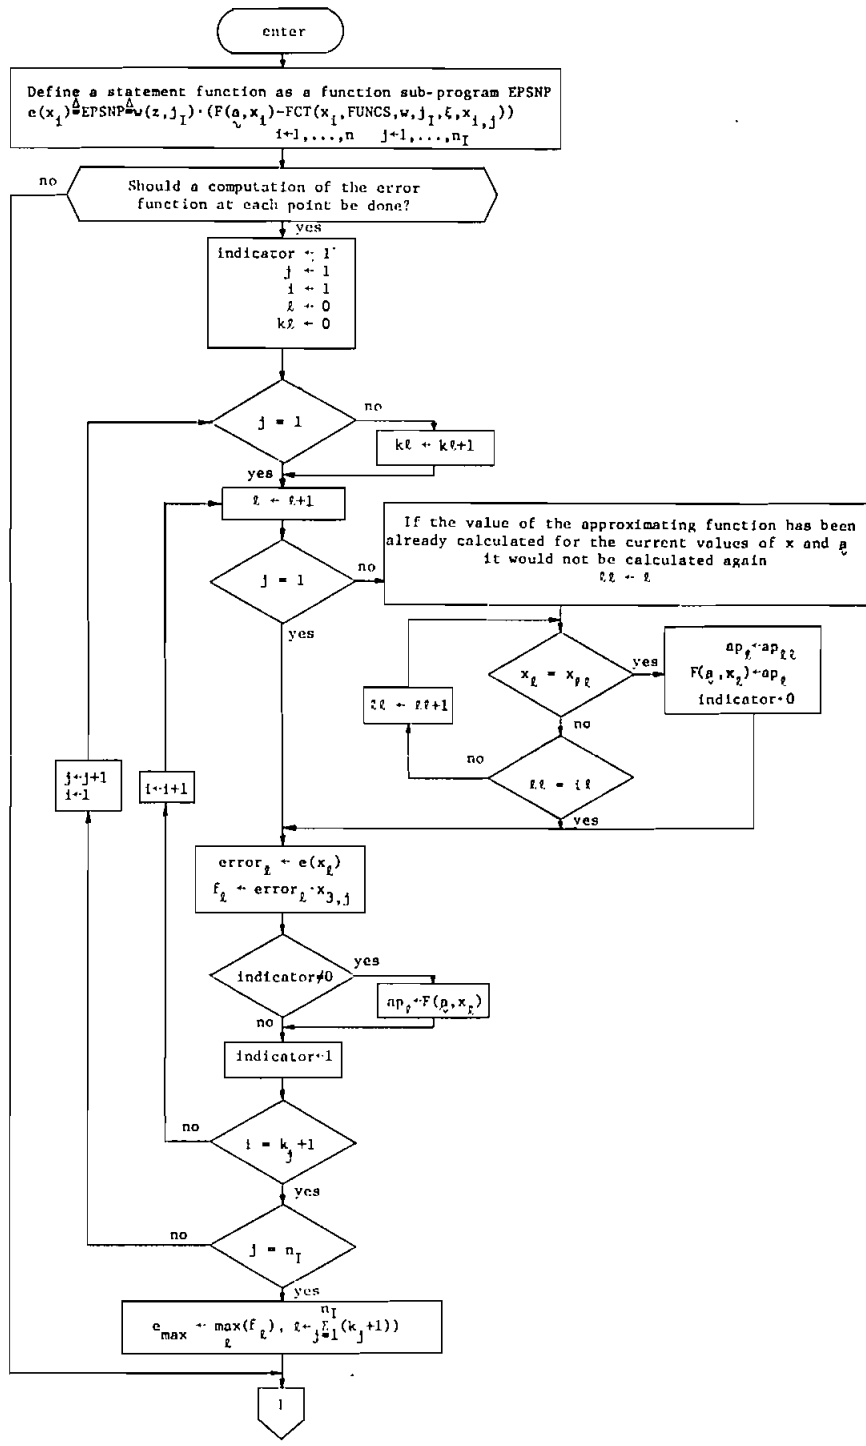 enter
Define a statement function as a function sub-program EPSNP
e(x_i)≜EPSNP≜w(z,j_I)·(F(a,x_i)-FCT(x_i,FUNCS,w,j_I,ξ,x_i,j))
i←1,...,n j←1,...,n_I
no
Should a computation of the error
function at each point be done?
yes
indicator ← 1
j ← 1
i ← 1
ℓ ← 0
kℓ ← 0
j = 1
no
kℓ ← kℓ+1
yes
ℓ ← ℓ+1
If the value of the approximating function has been
already calculated for the current values of x and a
it would not be calculated again
ℓℓ ← ℓ
j = 1
no
yes
x_ℓ = x_ℓℓ
yes
ap_ℓ←ap_ℓℓ
F(a,x_ℓ)←ap_ℓ
indicator←0
ℓℓ ← ℓℓ+1
no
no
ℓℓ = iℓ
yes
j←j+1
i←1
i←i+1
error_ℓ ← e(x_ℓ)
f_ℓ ← error_ℓ·x_3,j
indicator≠0
yes
ap_ℓ←F(a,x_ℓ)
no
indicator←1
i = k_j+1
no
yes
j = n_I
no
yes
e_max ← max_ℓ(f_ℓ), ℓ←Σ_j=1^n_I(k_j+1))
1